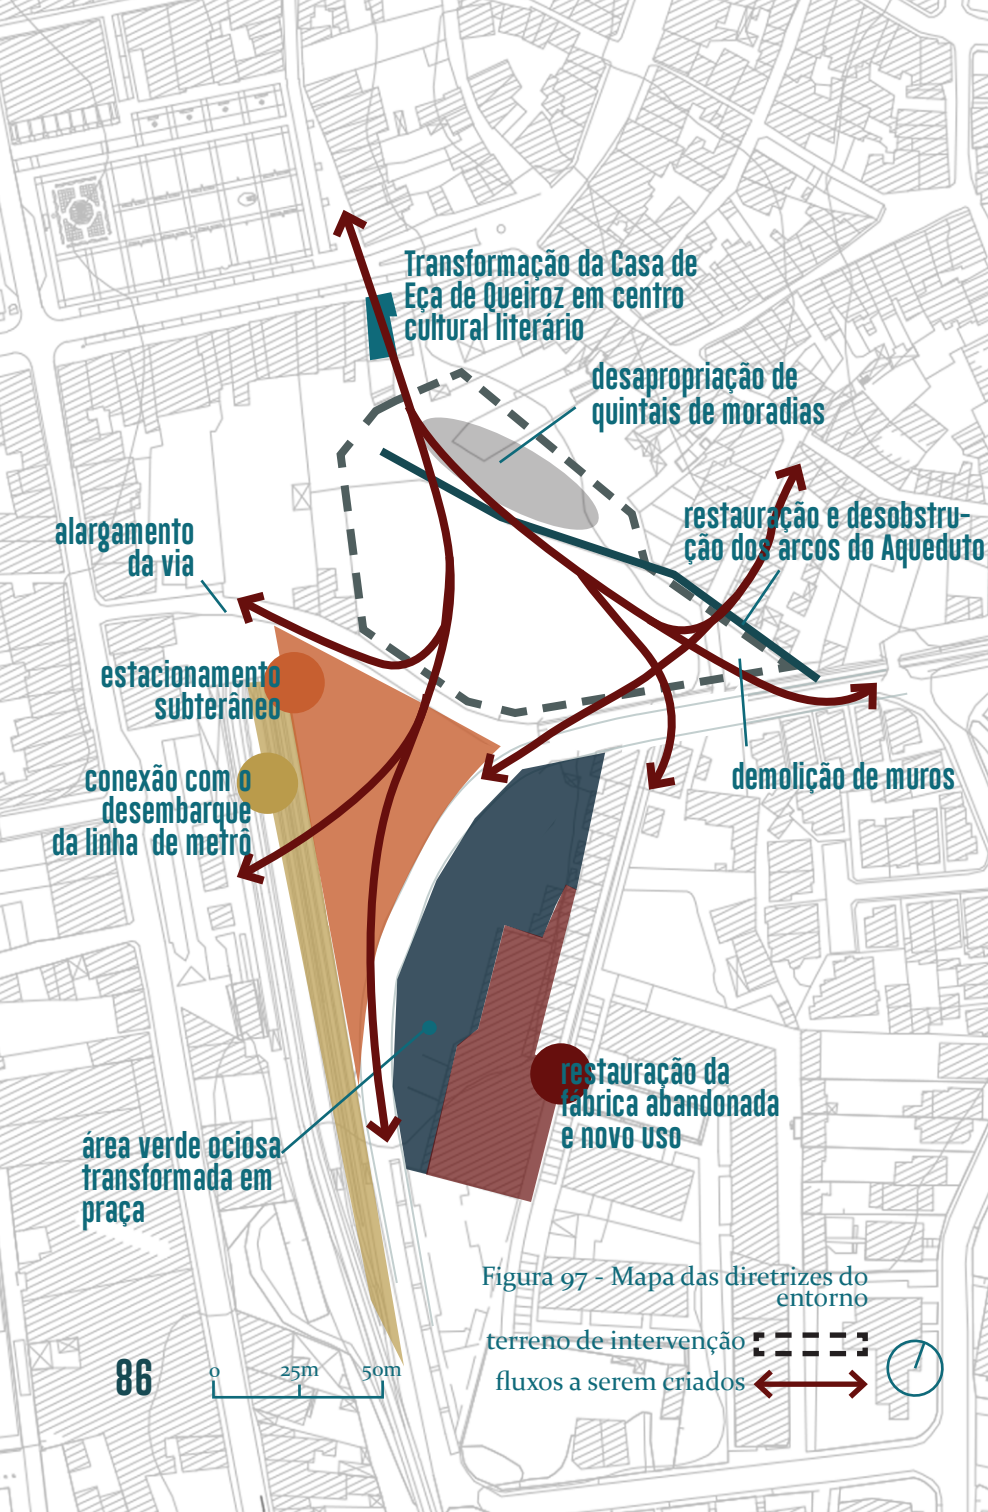 Transformação da Casa de
Eça de Queiroz em centro
cultural literário
desapropriação de
quintais de moradias
restauração e desobstru-
ção dos arcos do Aqueduto
alargamento
da via
estacionamento
subterâneo
conexão com o
desembarque
da linha de metrô
demolição de muros
restauração da
fábrica abandonada
e novo uso
área verde ociosa
transformada em
praça
Figura 97 - Mapa das diretrizes do
entorno
terreno de intervenção
fluxos a serem criados
86
0 25m 50m